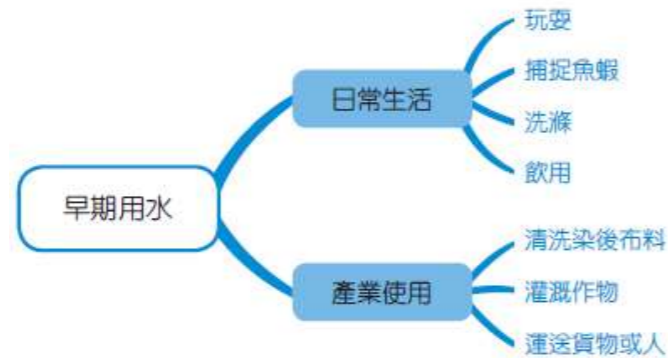 早期用水
日常生活
玩耍
捕捉魚蝦
洗滌
飲用
產業使用
清洗染後布料
灌溉作物
運送貨物或人